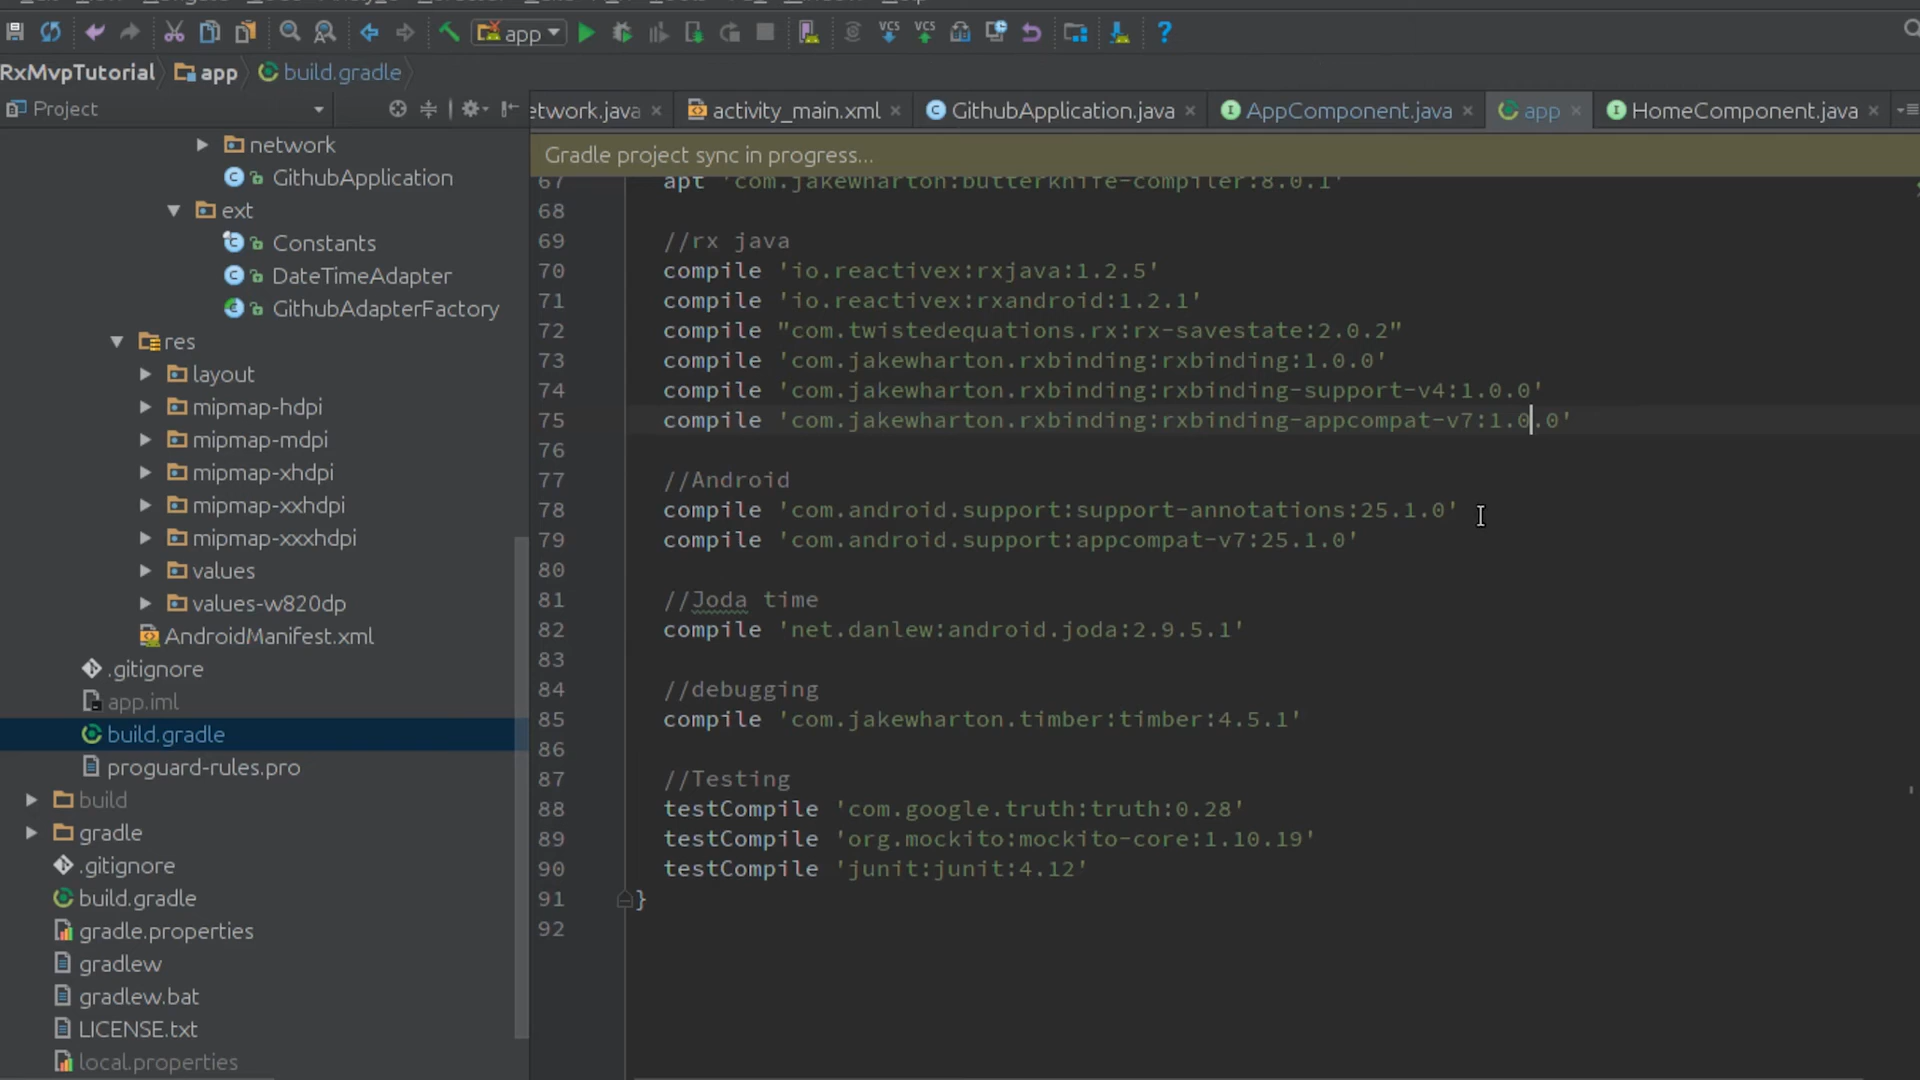 app
RxMvpTutorial app build.gradle
Project
etwork.java activity_main.xml GithubApplication.java AppComponent.java app HomeComponent.java
Gradle project sync in progress...
network
GithubApplication
ext
Constants
DateTimeAdapter
GithubAdapterFactory
res
layout
mipmap-hdpi
mipmap-mdpi
mipmap-xhdpi
mipmap-xxhdpi
mipmap-xxxhdpi
values
values-w820dp
AndroidManifest.xml
.gitignore
app.iml
build.gradle
proguard-rules.pro
build
gradle
.gitignore
build.gradle
gradle.properties
gradlew
gradlew.bat
LICENSE.txt
local.properties
67 apt 'com.jakewharton:butterknife-compiler:8.0.1'
68
69 //rx java
70 compile 'io.reactivex:rxjava:1.2.5'
71 compile 'io.reactivex:rxandroid:1.2.1'
72 compile "com.twistedequations.rx:rx-savestate:2.0.2"
73 compile 'com.jakewharton.rxbinding:rxbinding:1.0.0'
74 compile 'com.jakewharton.rxbinding:rxbinding-support-v4:1.0.0'
75 compile 'com.jakewharton.rxbinding:rxbinding-appcompat-v7:1.0.0'
76
77 //Android
78 compile 'com.android.support:support-annotations:25.1.0'
79 compile 'com.android.support:appcompat-v7:25.1.0'
80
81 //Joda time
82 compile 'net.danlew:android.joda:2.9.5.1'
83
84 //debugging
85 compile 'com.jakewharton.timber:timber:4.5.1'
86
87 //Testing
88 testCompile 'com.google.truth:truth:0.28'
89 testCompile 'org.mockito:mockito-core:1.10.19'
90 testCompile 'junit:junit:4.12'
91 }
92